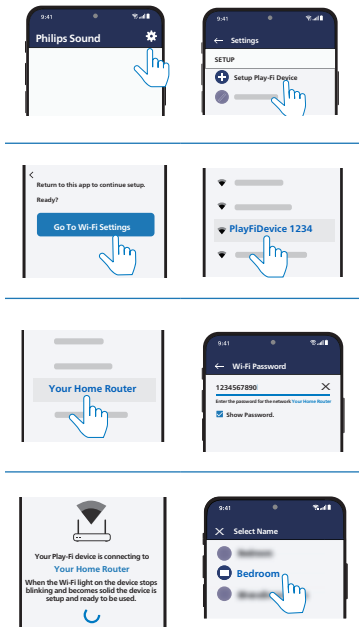 9:41
Philips Sound
9:41
Settings
SETUP
Setup Play-Fi Device
Return to this app to continue setup.
Ready?
Go To Wi-Fi Settings
PlayFiDevice 1234
Your Home Router
9:41
Wi-Fi Password
1234567890
Enter the password for the network Your Home Router
Show Password.
Your Play-Fi device is connecting to
Your Home Router
When the Wi-Fi light on the device stops
blinking and becomes solid the device is
setup and ready to be used.
9:41
Select Name
Bedroom